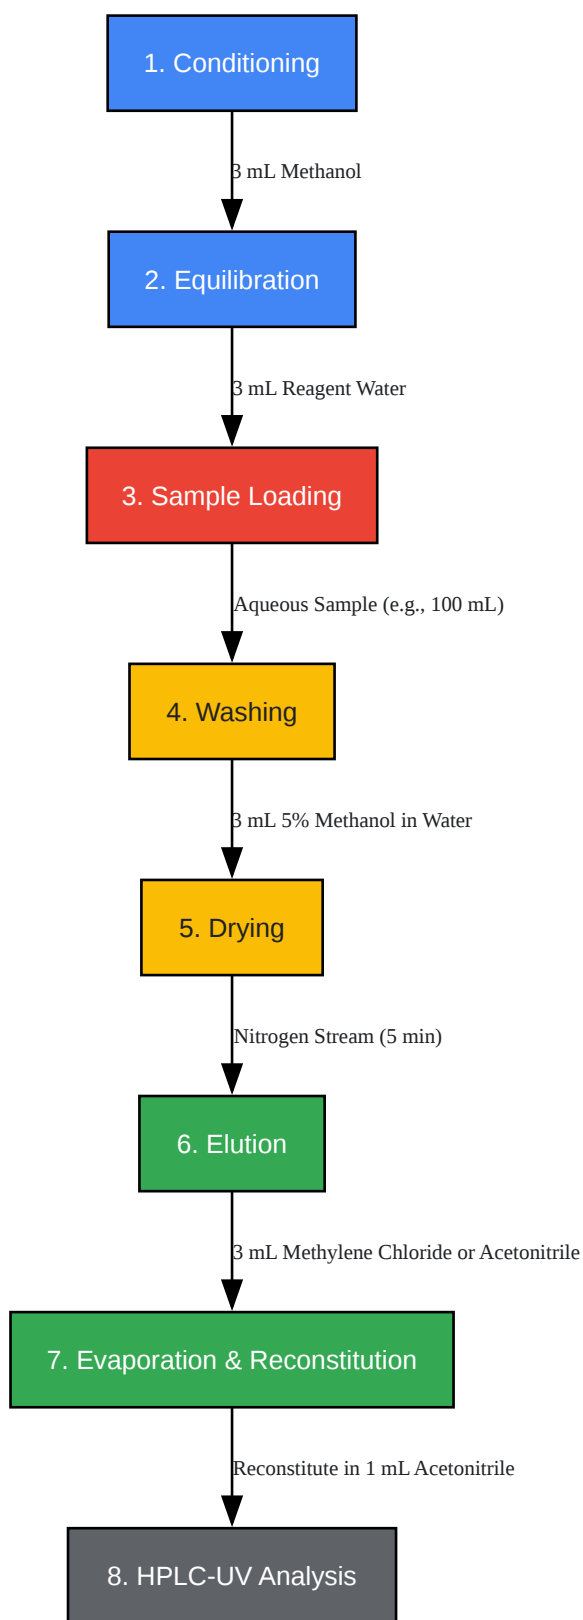 1. Conditioning
3 mL Methanol
2. Equilibration
3 mL Reagent Water
3. Sample Loading
Aqueous Sample (e.g., 100 mL)
4. Washing
3 mL 5% Methanol in Water
5. Drying
Nitrogen Stream (5 min)
6. Elution
3 mL Methylene Chloride or Acetonitrile
7. Evaporation & Reconstitution
Reconstitute in 1 mL Acetonitrile
8. HPLC-UV Analysis